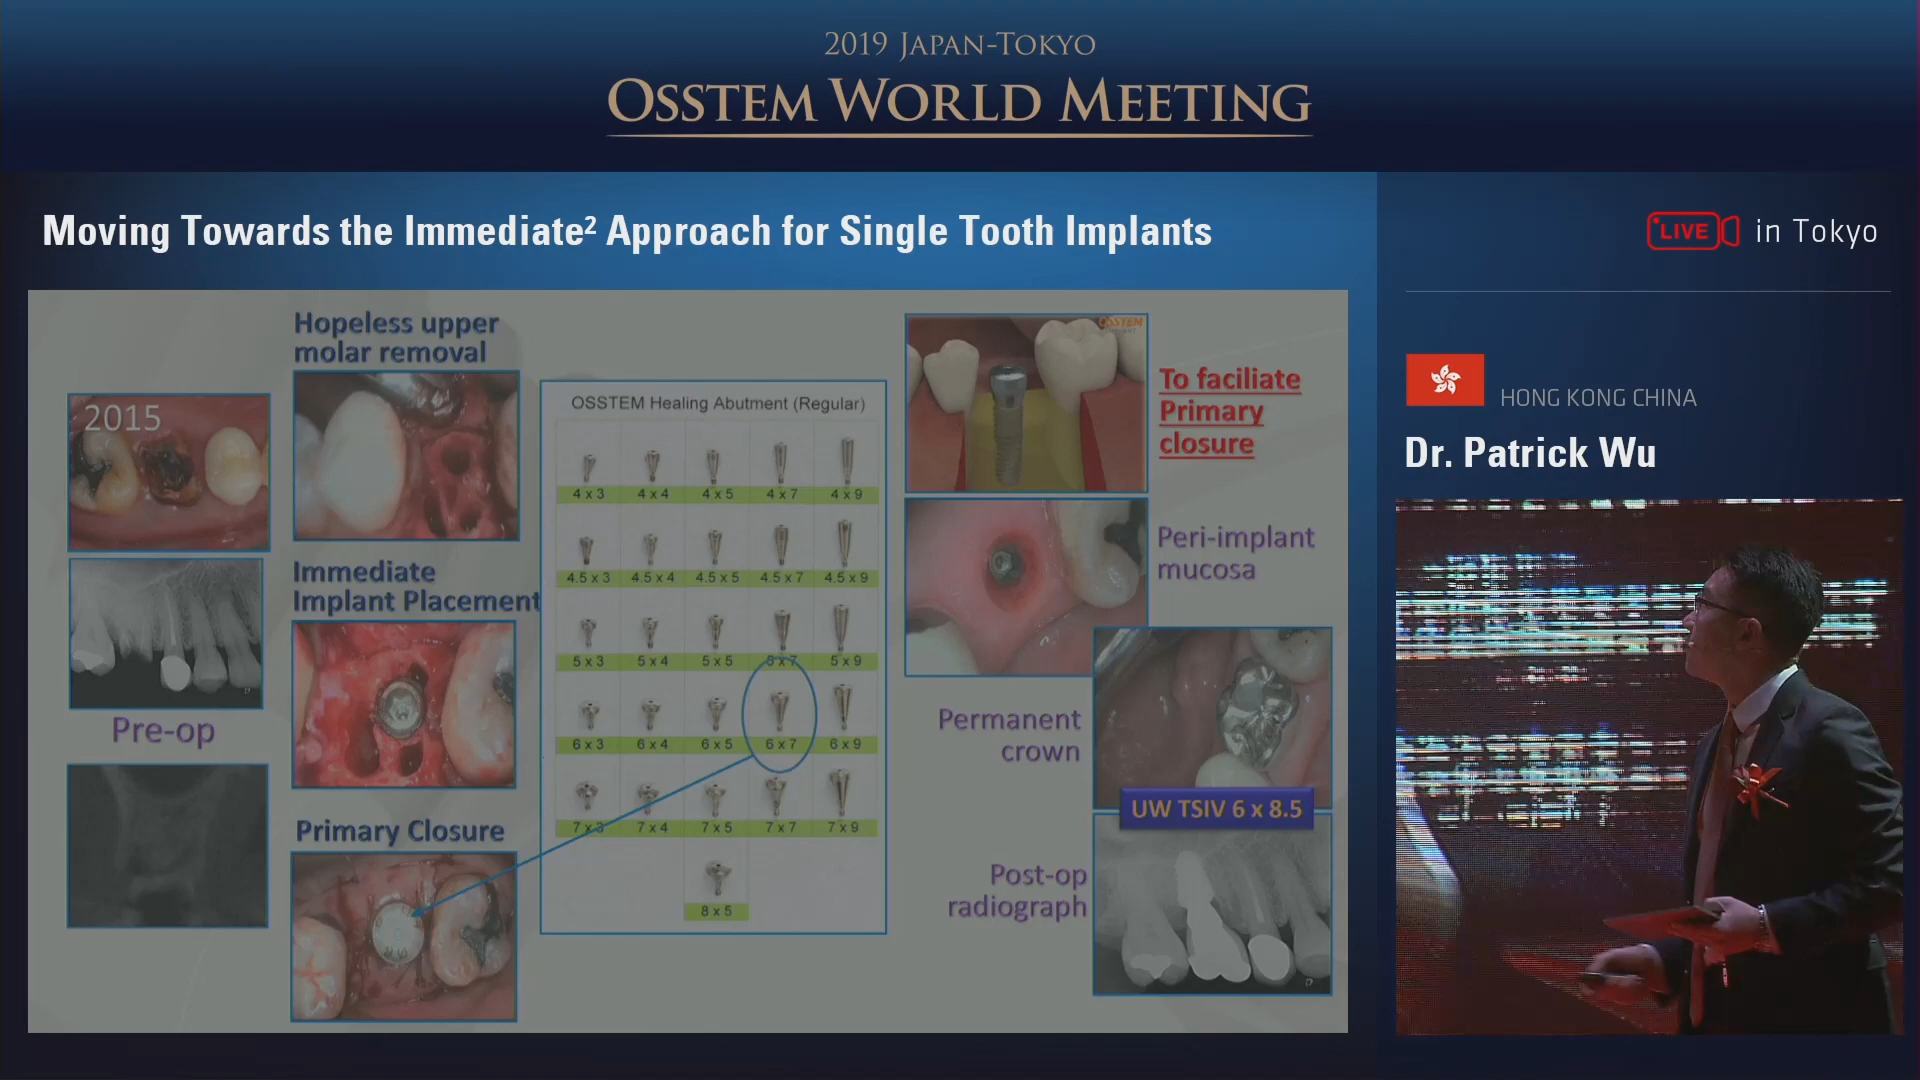 2019 JAPAN-TOKYO
OSSTEM WORLD MEETING
Moving Towards the Immediate² Approach for Single Tooth Implants
LIVE in Tokyo
HONG KONG CHINA
Dr. Patrick Wu
2015
Pre-op
Hopeless upper
molar removal
Immediate
Implant Placement
Primary Closure
OSSTEM Healing Abutment (Regular)
4 x 3 4 x 4 4 x 5 4 x 7 4 x 9
4.5 x 3 4.5 x 4 4.5 x 5 4.5 x 7 4.5 x 9
5 x 3 5 x 4 5 x 5 5 x 7 5 x 9
6 x 3 6 x 4 6 x 5 6 x 7 6 x 9
7 x 3 7 x 4 7 x 5 7 x 7 7 x 9
8 x 5
OSSTEM
To faciliate
Primary
closure
Peri-implant
mucosa
Permanent
crown
UW TSIV 6 x 8.5
Post-op
radiograph